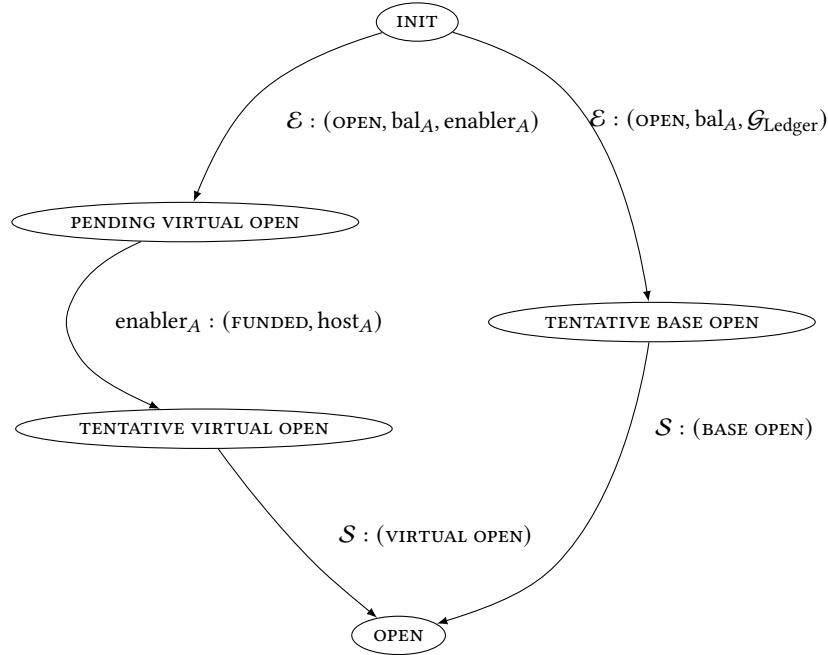 INIT
ℰ : (OPEN, bal_A, enabler_A)
ℰ : (OPEN, bal_A, 𝒢_Ledger)
PENDING VIRTUAL OPEN
enabler_A : (FUNDED, host_A)
TENTATIVE BASE OPEN
TENTATIVE VIRTUAL OPEN
𝒮 : (BASE OPEN)
𝒮 : (VIRTUAL OPEN)
OPEN